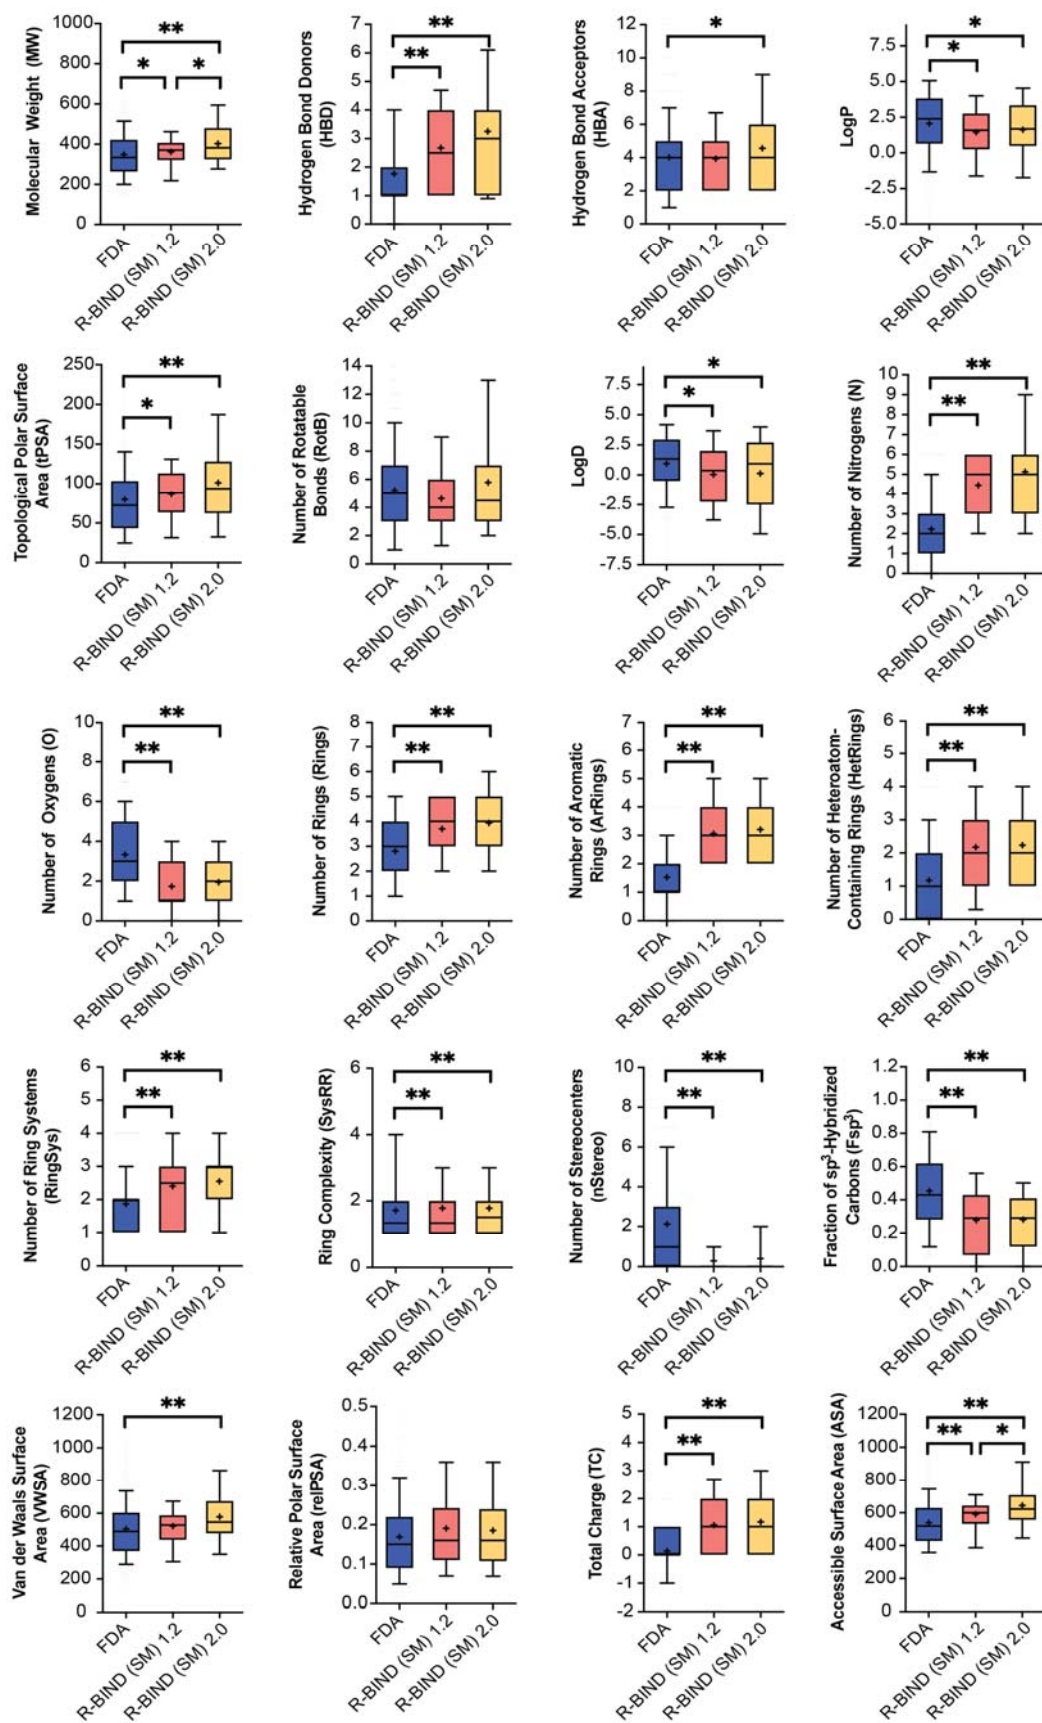 Molecular Weight (MW)
1000
800
600
400
200
0
**
*
*
FDA
R-BIND (SM) 1.2
R-BIND (SM) 2.0
Hydrogen Bond Donors
(HBD)
7
6
5
4
3
2
1
0
**
**
FDA
R-BIND (SM) 1.2
R-BIND (SM) 2.0
Hydrogen Bond Acceptors
(HBA)
12
10
8
6
4
2
0
*
FDA
R-BIND (SM) 1.2
R-BIND (SM) 2.0
LogP
7.5
5.0
2.5
0.0
-2.5
-5.0
*
*
FDA
R-BIND (SM) 1.2
R-BIND (SM) 2.0
Topological Polar Surface
Area (tPSA)
250
200
150
100
50
0
**
*
FDA
R-BIND (SM) 1.2
R-BIND (SM) 2.0
Number of Rotatable
Bonds (RotB)
14
12
10
8
6
4
2
0
FDA
R-BIND (SM) 1.2
R-BIND (SM) 2.0
LogD
7.5
5.0
2.5
0.0
-2.5
-5.0
-7.5
*
*
FDA
R-BIND (SM) 1.2
R-BIND (SM) 2.0
Number of Nitrogens (N)
10
9
8
7
6
5
4
3
2
1
0
**
**
FDA
R-BIND (SM) 1.2
R-BIND (SM) 2.0
Number of Oxygens (O)
10
8
6
4
2
0
**
**
FDA
R-BIND (SM) 1.2
R-BIND (SM) 2.0
Number of Rings (Rings)
8
7
6
5
4
3
2
1
0
**
**
FDA
R-BIND (SM) 1.2
R-BIND (SM) 2.0
Number of Aromatic
Rings (ArRings)
7
6
5
4
3
2
1
0
**
**
FDA
R-BIND (SM) 1.2
R-BIND (SM) 2.0
Number of Heteroatom-
Containing Rings (HetRings)
6
5
4
3
2
1
0
**
**
FDA
R-BIND (SM) 1.2
R-BIND (SM) 2.0
Number of Ring Systems
(RingSys)
6
5
4
3
2
1
0
**
**
FDA
R-BIND (SM) 1.2
R-BIND (SM) 2.0
Ring Complexity (SysRR)
6
4
2
0
**
**
FDA
R-BIND (SM) 1.2
R-BIND (SM) 2.0
Number of Stereocenters
(nStereo)
10
8
6
4
2
0
**
**
FDA
R-BIND (SM) 1.2
R-BIND (SM) 2.0
Fraction of sp³-Hybridized
Carbons (Fsp³)
1.2
1.0
0.8
0.6
0.4
0.2
0.0
**
**
FDA
R-BIND (SM) 1.2
R-BIND (SM) 2.0
Van der Waals Surface
Area (VWSA)
1200
1000
800
600
400
200
0
**
FDA
R-BIND (SM) 1.2
R-BIND (SM) 2.0
Relative Polar Surface
Area (relPSA)
0.5
0.4
0.3
0.2
0.1
0.0
FDA
R-BIND (SM) 1.2
R-BIND (SM) 2.0
Total Charge (TC)
5
4
3
2
1
0
-1
-2
**
**
FDA
R-BIND (SM) 1.2
R-BIND (SM) 2.0
Accessible Surface Area (ASA)
1200
1000
800
600
400
200
0
**
**
*
FDA
R-BIND (SM) 1.2
R-BIND (SM) 2.0